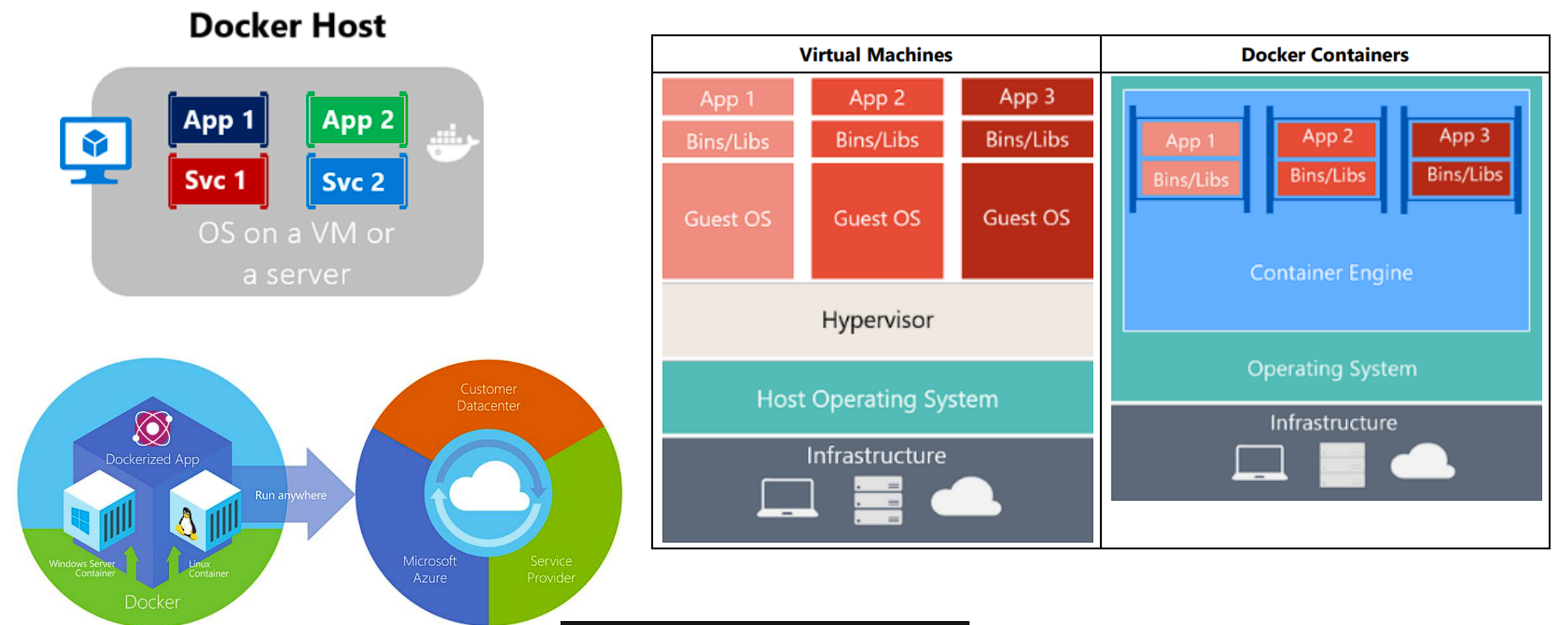 Docker Host
App 1
App 2
Svc 1
Svc 2
OS on a VM or
a server
Dockerized App
Windows Server
Container
Linux
Container
Docker
Run anywhere
Customer
Datacenter
Microsoft
Azure
Service
Provider
Virtual Machines
App 1
App 2
App 3
Bins/Libs
Bins/Libs
Bins/Libs
Guest OS
Guest OS
Guest OS
Hypervisor
Host Operating System
Infrastructure
Docker Containers
App 1
App 2
App 3
Bins/Libs
Bins/Libs
Bins/Libs
Container Engine
Operating System
Infrastructure